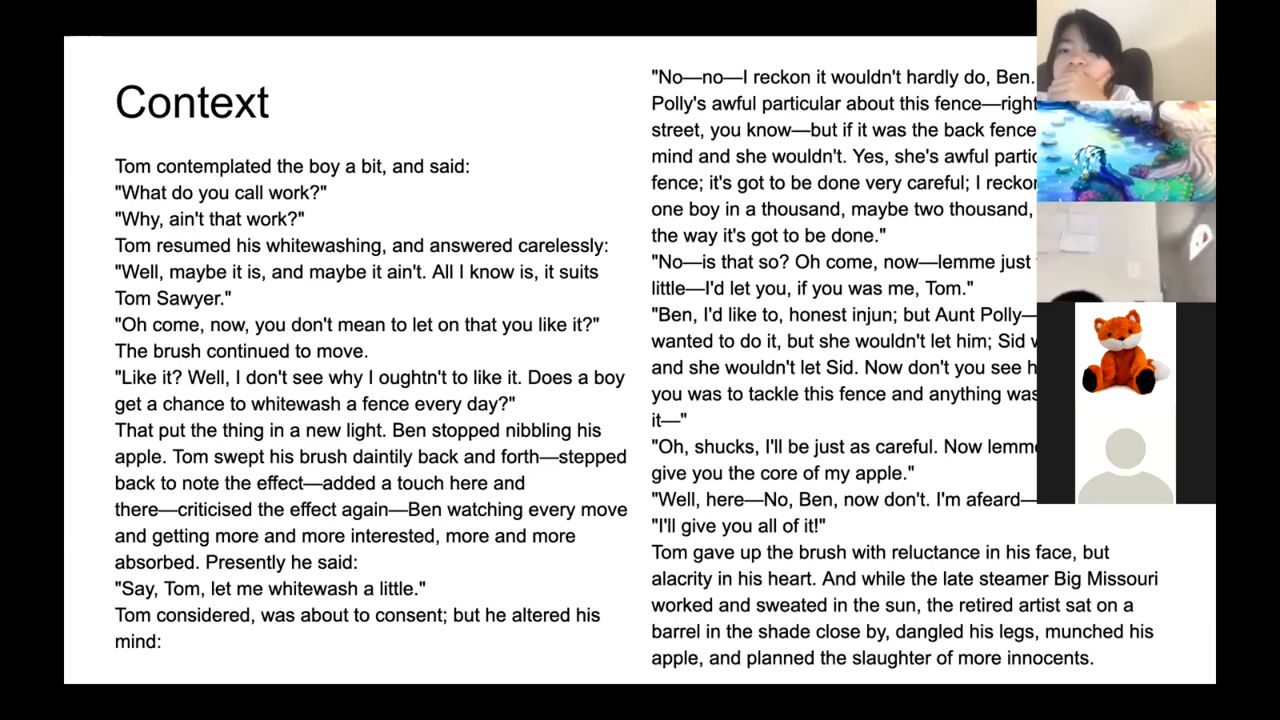 Context
Tom contemplated the boy a bit, and said:
"What do you call work?"
"Why, ain't that work?"
Tom resumed his whitewashing, and answered carelessly:
"Well, maybe it is, and maybe it ain't. All I know is, it suits
Tom Sawyer."
"Oh come, now, you don't mean to let on that you like it?"
The brush continued to move.
"Like it? Well, I don't see why I oughtn't to like it. Does a boy
get a chance to whitewash a fence every day?"
That put the thing in a new light. Ben stopped nibbling his
apple. Tom swept his brush daintily back and forth—stepped
back to note the effect—added a touch here and
there—criticised the effect again—Ben watching every move
and getting more and more interested, more and more
absorbed. Presently he said:
"Say, Tom, let me whitewash a little."
Tom considered, was about to consent; but he altered his
mind:
"No—no—I reckon it wouldn't hardly do, Ben.
Polly's awful particular about this fence—right
street, you know—but if it was the back fence
mind and she wouldn't. Yes, she's awful
fence; it's got to be done very careful; I
one boy in a thousand, maybe two thousand,
the way it's got to be done."
"No—is that so? Oh come, now—lemme just
little—I'd let you, if you was me, Tom."
"Ben, I'd like to, honest injun; but Aunt Polly—
wanted to do it, but she wouldn't let him; Sid
and she wouldn't let Sid. Now don't you see
you was to tackle this fence and anything was
it—"
"Oh, shucks, I'll be just as careful. Now lemme
give you the core of my apple."
"Well, here—No, Ben, now don't. I'm afeard—
"I'll give you all of it!"
Tom gave up the brush with reluctance in his face, but
alacrity in his heart. And while the late steamer Big Missouri
worked and sweated in the sun, the retired artist sat on a
barrel in the shade close by, dangled his legs, munched his
apple, and planned the slaughter of more innocents.